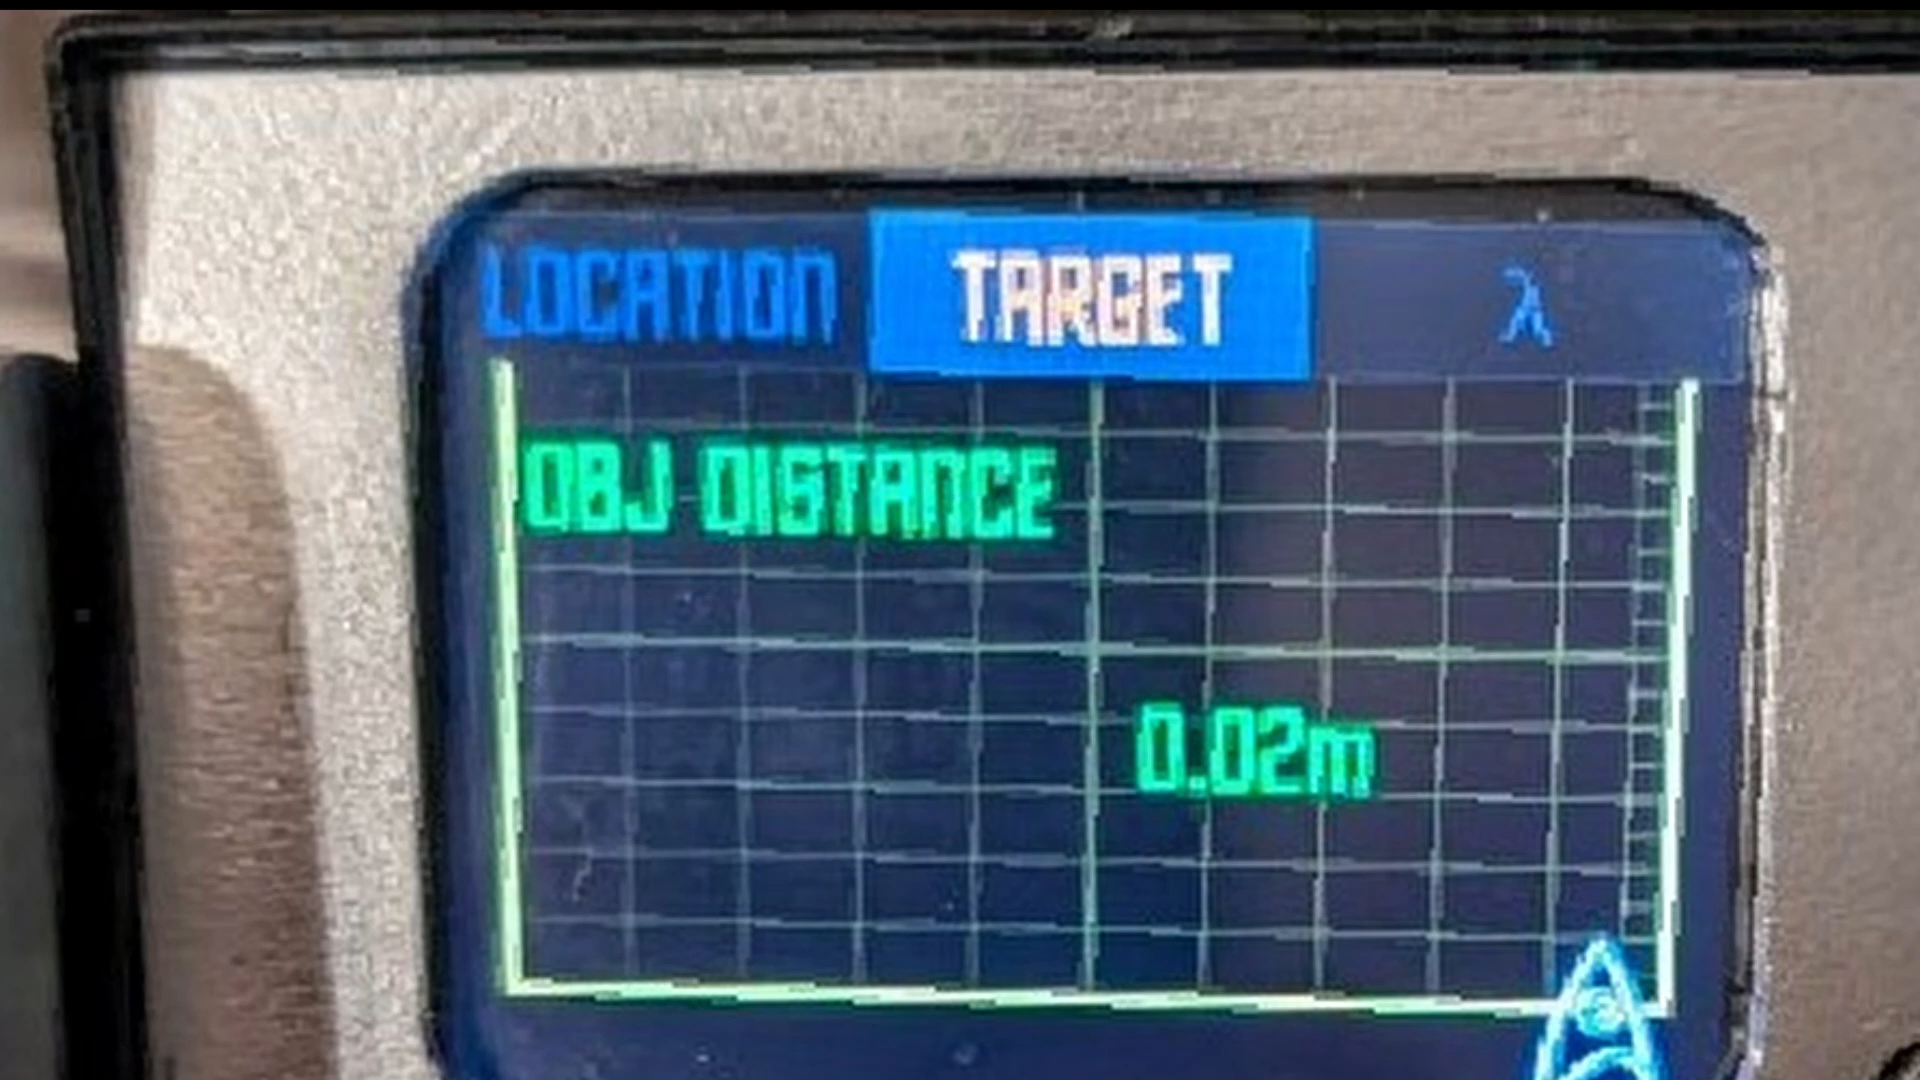 LOCATION TARGET λ
OBJ DISTANCE
0.02m